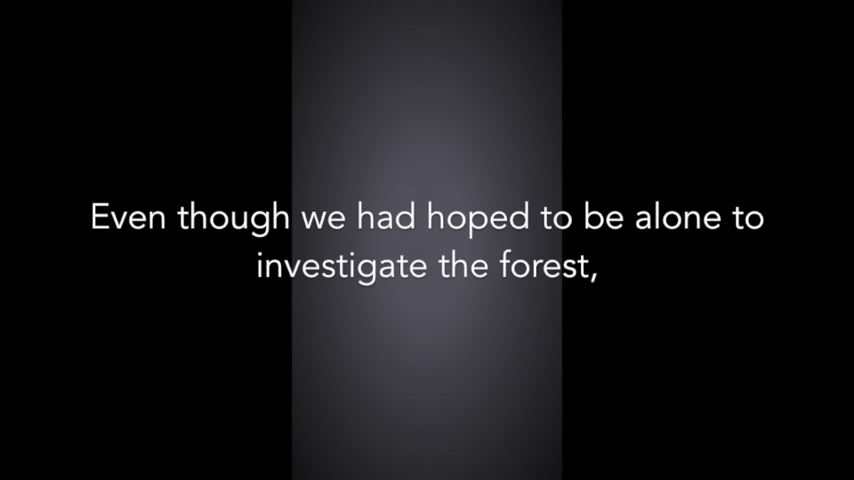 Even though we had hoped to be alone to
investigate the forest,